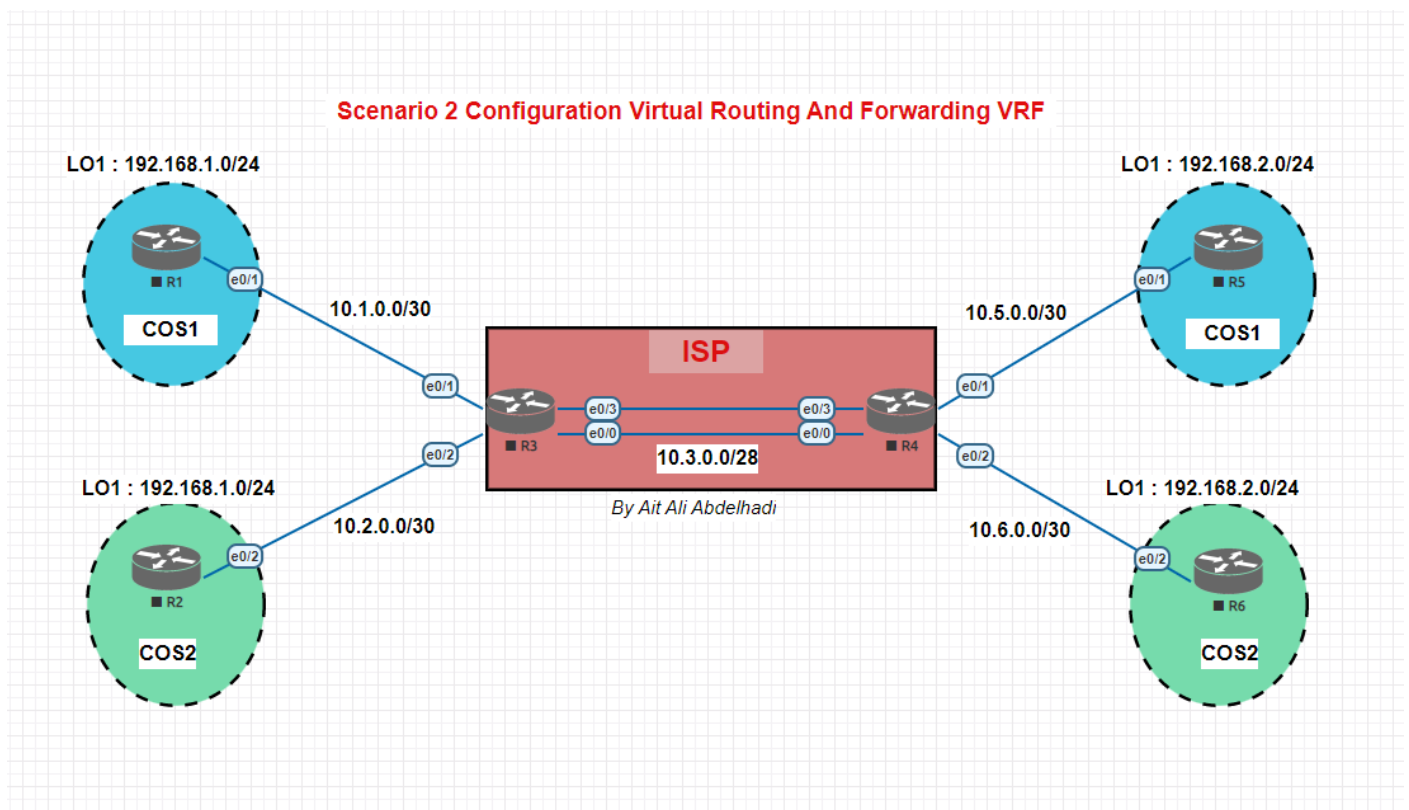 Scenario 2 Configuration Virtual Routing And Forwarding VRF
LO1 : 192.168.1.0/24
LO1 : 192.168.2.0/24
R1
e0/1
COS1
10.1.0.0/30
10.5.0.0/30
e0/1
R5
COS1
ISP
e0/1
e0/3
e0/3
e0/1
R3
e0/0
e0/0
R4
e0/2
10.3.0.0/28
e0/2
LO1 : 192.168.1.0/24
LO1 : 192.168.2.0/24
By Ait Ali Abdelhadi
10.2.0.0/30
10.6.0.0/30
e0/2
e0/2
R2
R6
COS2
COS2